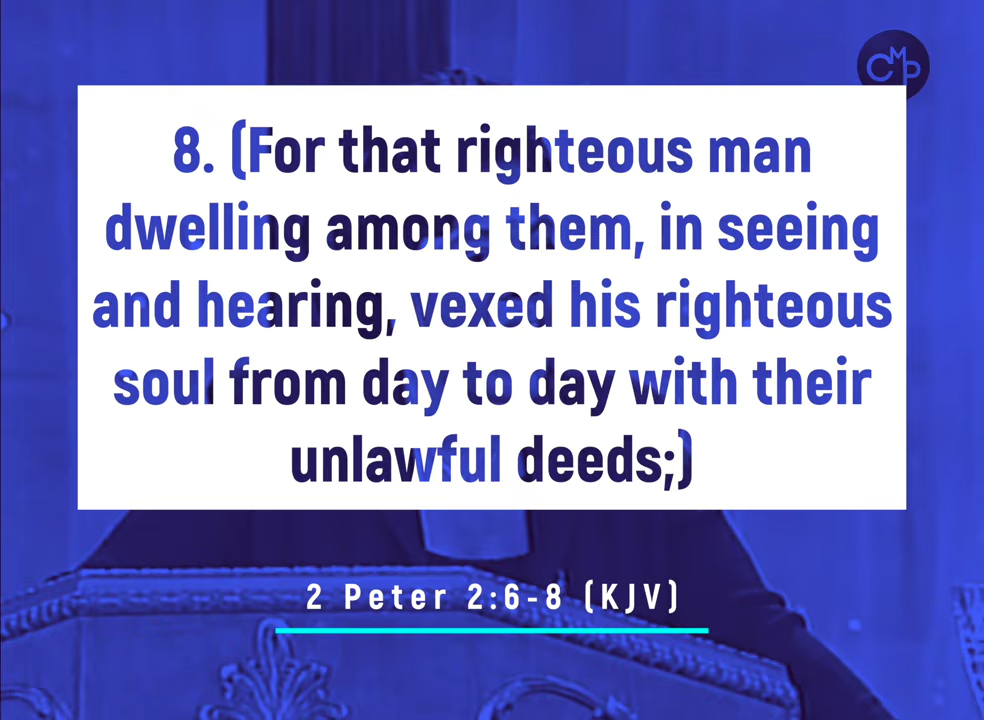 CMP
8. (For that righteous man
dwelling among them, in seeing
and hearing, vexed his righteous
soul from day to day with their
unlawful deeds;)
2 Peter 2:6-8 (KJV)